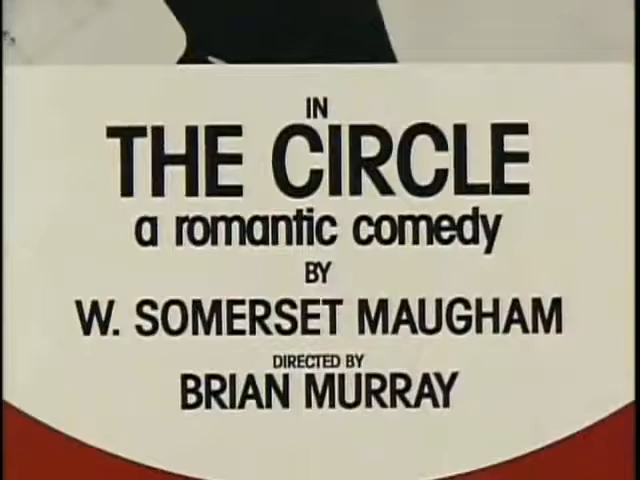 IN
THE CIRCLE
a romantic comedy
BY
W. SOMERSET MAUGHAM
DIRECTED BY
BRIAN MURRAY